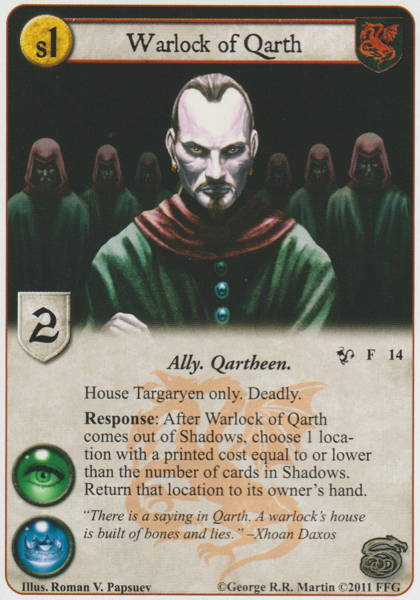 s1
Warlock of Qarth
2
Ally. Qartheen.
F 14
House Targaryen only. Deadly.
Response: After Warlock of Qarth
comes out of Shadows, choose 1 loca-
tion with a printed cost equal to or lower
than the number of cards in Shadows.
Return that location to its owner's hand.
"There is a saying in Qarth. A warlock's house
is built of bones and lies." –Xhoan Daxos
Illus. Roman V. Papsuev
©George R.R. Martin ©2011 FFG